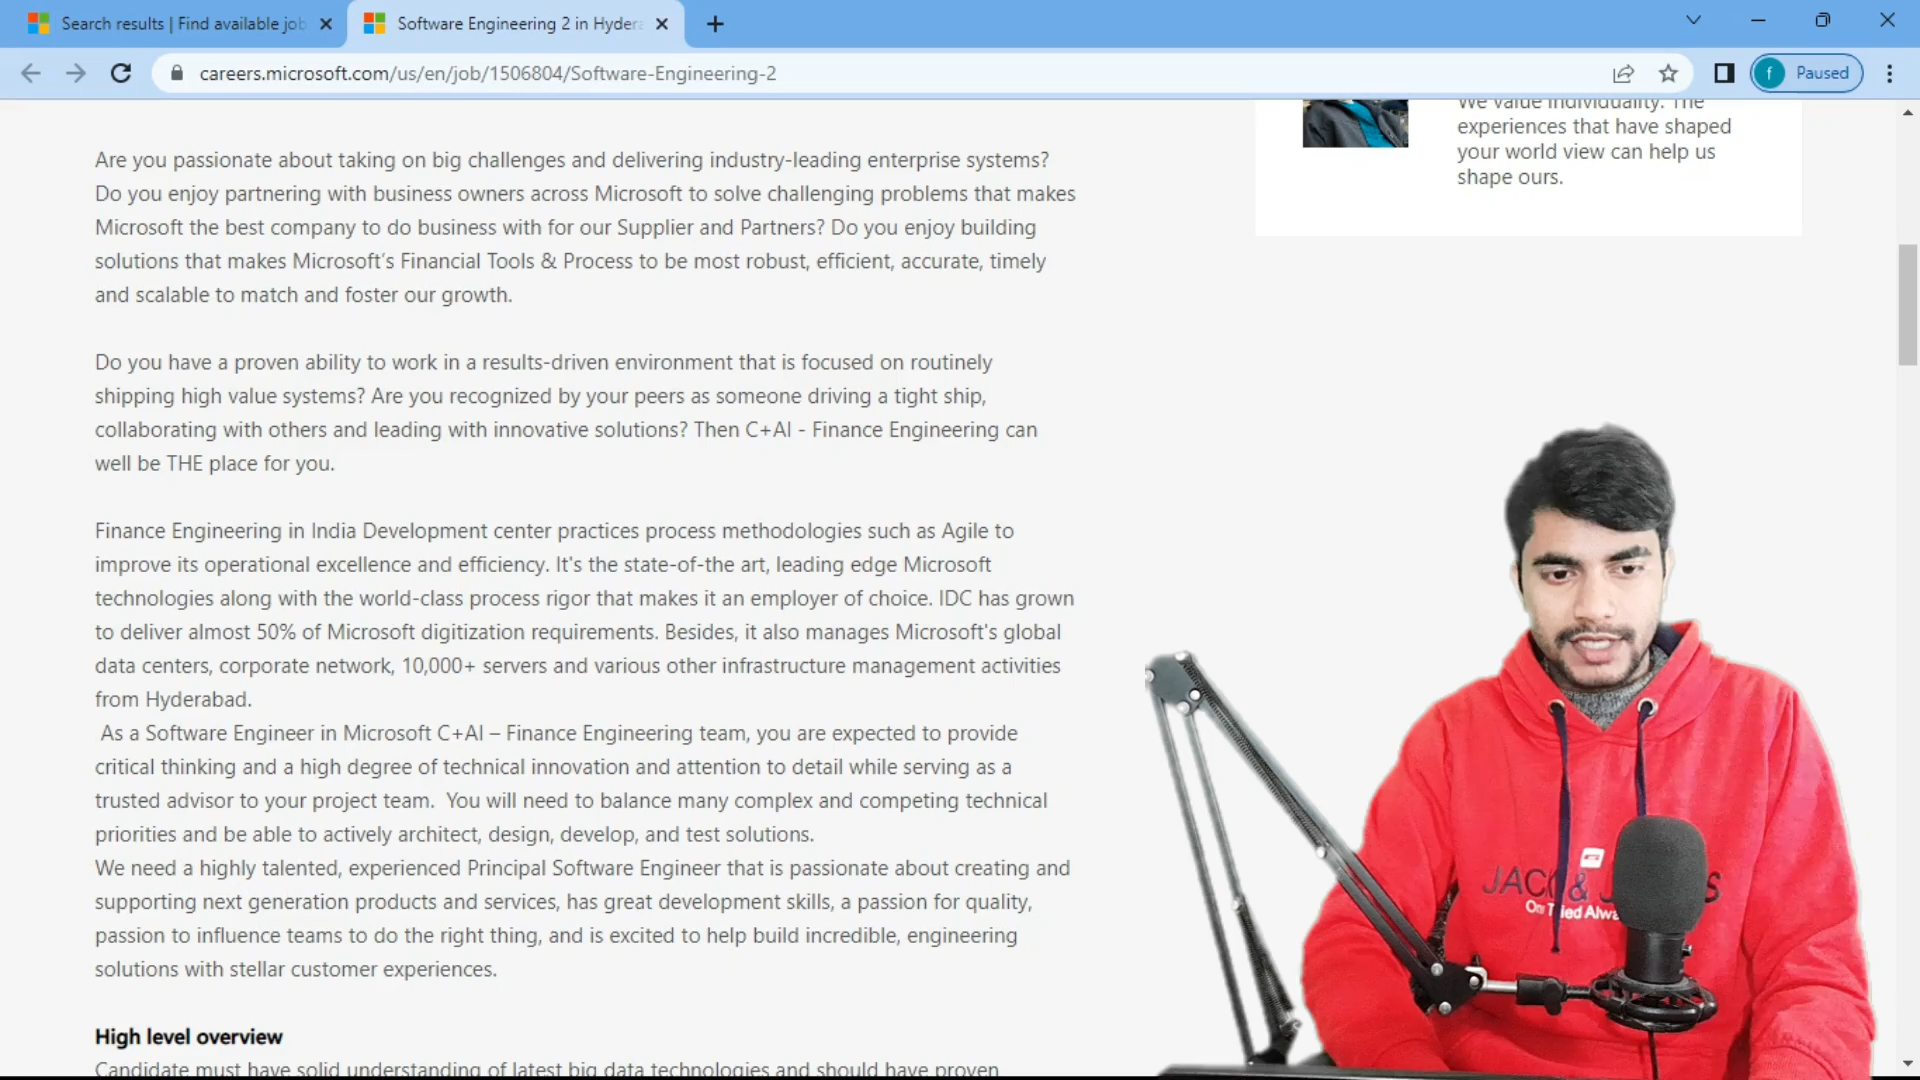 Search results | Find available job
Software Engineering 2 in Hydera
careers.microsoft.com/us/en/job/1506804/Software-Engineering-2
f
Paused
Are you passionate about taking on big challenges and delivering industry-leading enterprise systems?
Do you enjoy partnering with business owners across Microsoft to solve challenging problems that makes
Microsoft the best company to do business with for our Supplier and Partners? Do you enjoy building
solutions that makes Microsoft's Financial Tools & Process to be most robust, efficient, accurate, timely
and scalable to match and foster our growth.
Do you have a proven ability to work in a results-driven environment that is focused on routinely
shipping high value systems? Are you recognized by your peers as someone driving a tight ship,
collaborating with others and leading with innovative solutions? Then C+AI - Finance Engineering can
well be THE place for you.
Finance Engineering in India Development center practices process methodologies such as Agile to
improve its operational excellence and efficiency. It's the state-of-the art, leading edge Microsoft
technologies along with the world-class process rigor that makes it an employer of choice. IDC has grown
to deliver almost 50% of Microsoft digitization requirements. Besides, it also manages Microsoft's global
data centers, corporate network, 10,000+ servers and various other infrastructure management activities
from Hyderabad.
As a Software Engineer in Microsoft C+AI – Finance Engineering team, you are expected to provide
critical thinking and a high degree of technical innovation and attention to detail while serving as a
trusted advisor to your project team.  You will need to balance many complex and competing technical
priorities and be able to actively architect, design, develop, and test solutions.
We need a highly talented, experienced Principal Software Engineer that is passionate about creating and
supporting next generation products and services, has great development skills, a passion for quality,
passion to influence teams to do the right thing, and is excited to help build incredible, engineering
solutions with stellar customer experiences.
High level overview
Candidate must have solid understanding of latest big data technologies and should have proven
We value individuality. The
experiences that have shaped
your world view can help us
shape ours.
JACK & J S